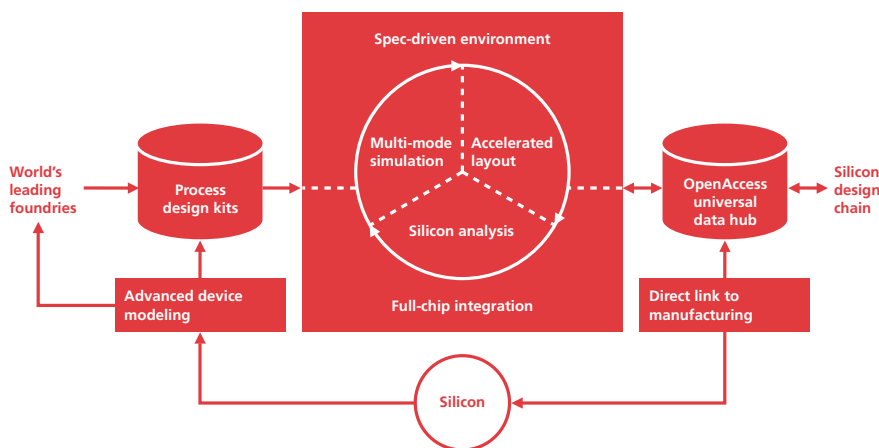 Spec-driven environment
Multi-mode
simulation
Accelerated
layout
Silicon analysis
Full-chip integration
World's
leading
foundries
Process
design kits
OpenAccess
universal
data hub
Silicon
design
chain
Advanced device
modeling
Direct link to
manufacturing
Silicon